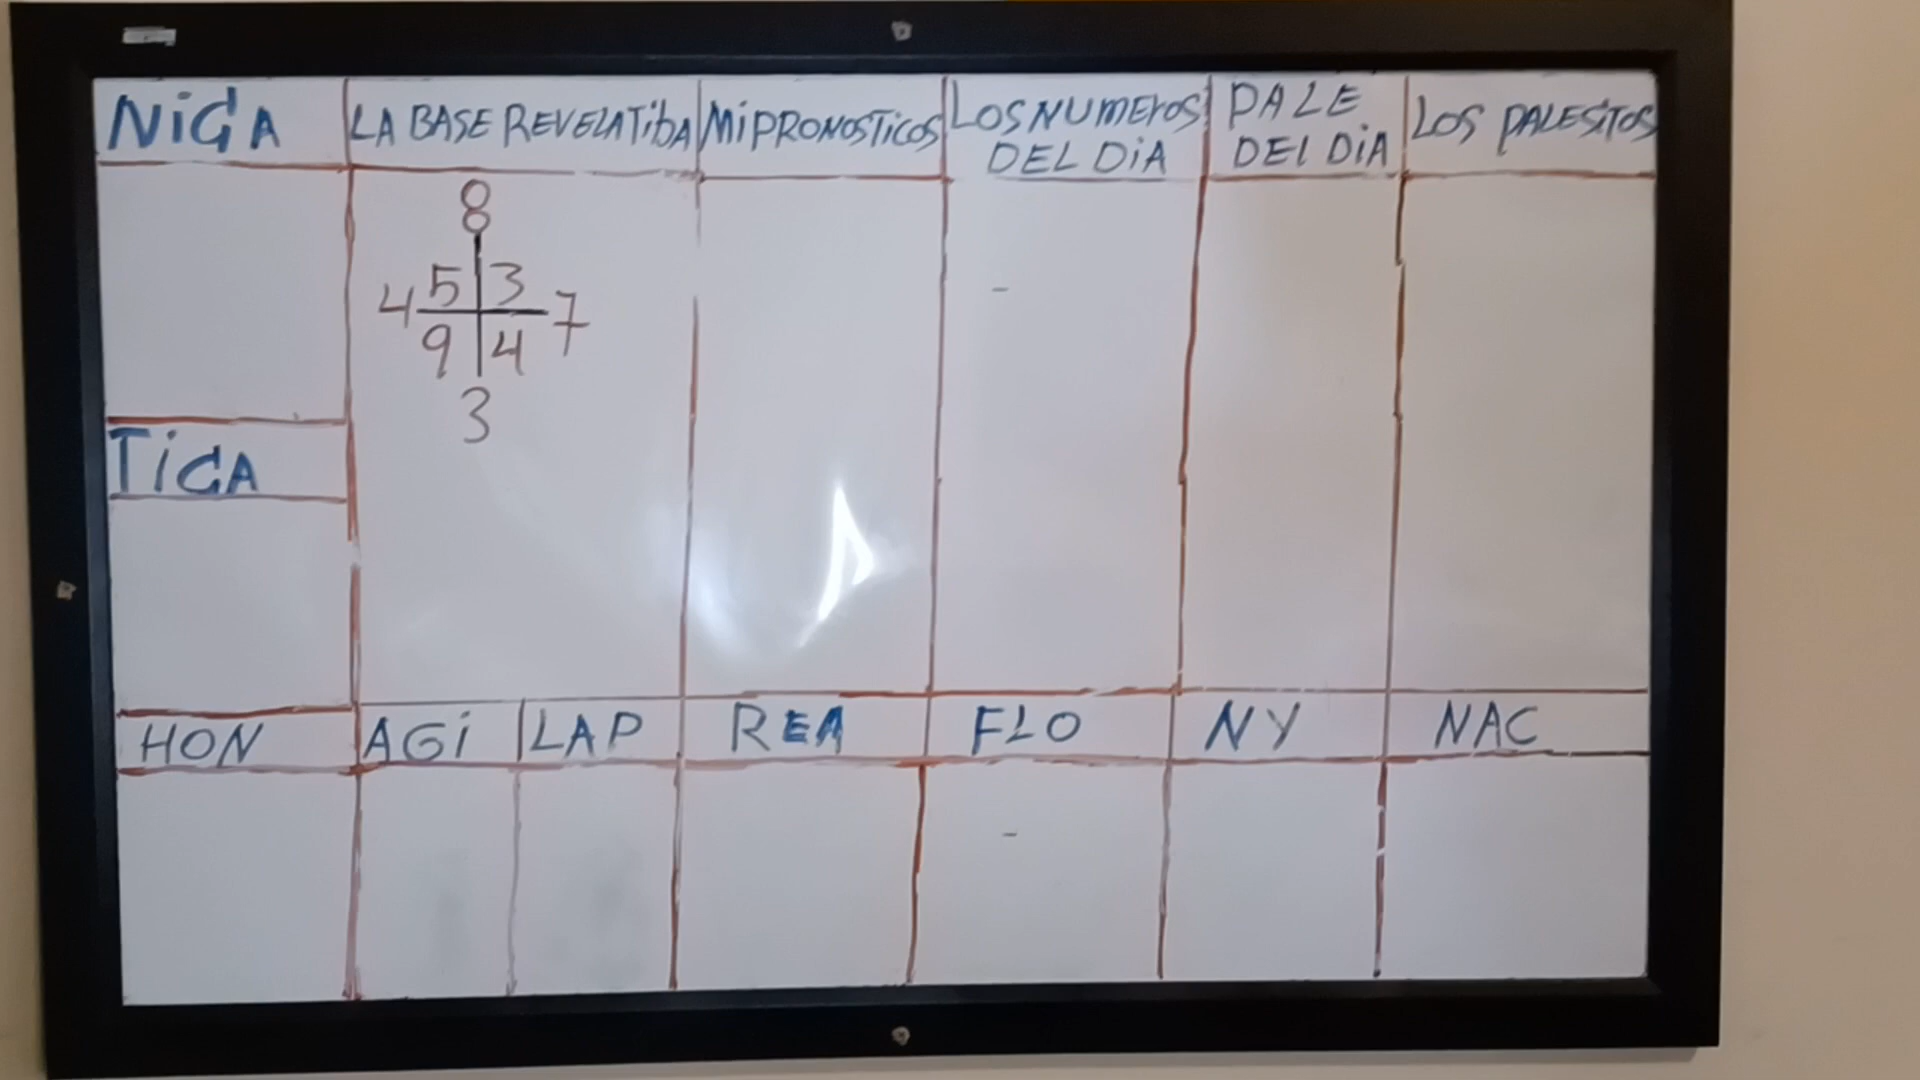 NiCA
LA BASE REVELATibA
Mi PRONOSTiCOS
LOS NUMErOS
DEL DiA
PALE
DEL DiA
LOS PALESiTOS
8
5 3
4 7
9 4
3
TiCA
HON
AGi
LAP
REA
FLO
NY
NAC